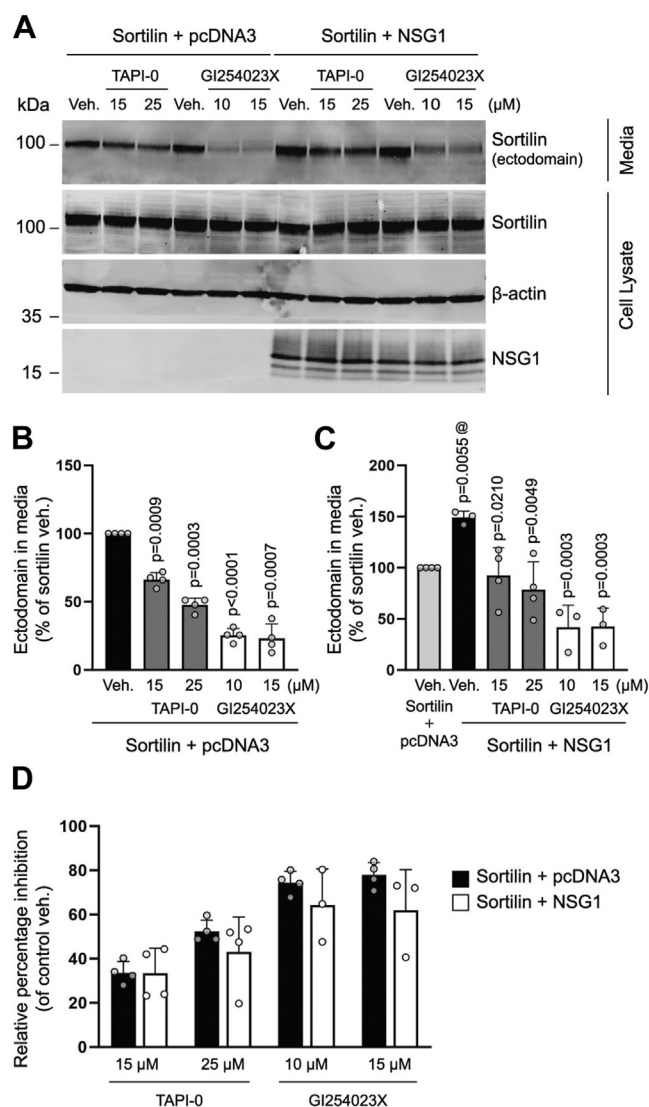 A
Sortilin + pcDNA3 Sortilin + NSG1
TAPI-0 GI254023X TAPI-0 GI254023X
kDa Veh. 15 25 Veh. 10 15 Veh. 15 25 Veh. 10 15 (μM)
100 Sortilin (ectodomain) Media
100 Sortilin
β-actin
35
NSG1
15
Cell Lysate
B
Ectodomain in media
(% of sortilin veh.)
150
100
50
0
p=0.0009 p=0.0003 p<0.0001 p=0.0007
Veh. 15 25 10 15 (μM)
TAPI-0 GI254023X
Sortilin + pcDNA3
C
Ectodomain in media
(% of sortilin veh.)
200
150
100
50
0
p=0.0055 @ p=0.0210 p=0.0049 p=0.0003 p=0.0003
Veh. Veh. 15 25 10 15 (μM)
Sortilin
+
pcDNA3
TAPI-0 GI254023X
Sortilin + NSG1
D
Relative percentage inhibition
(of control veh.)
100
80
60
40
20
0
Sortilin + pcDNA3
Sortilin + NSG1
15 μM 25 μM 10 μM 15 μM
TAPI-0 GI254023X